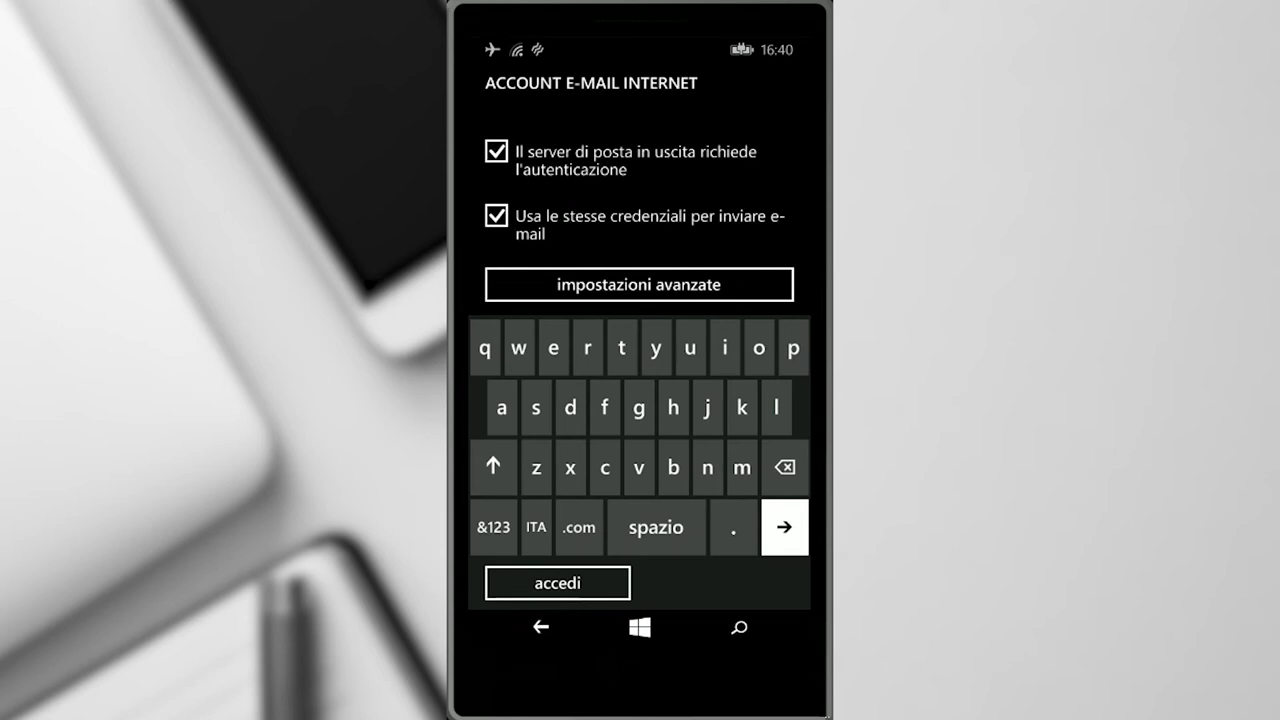 16:40
ACCOUNT E-MAIL INTERNET
Il server di posta in uscita richiede
l'autenticazione
Usa le stesse credenziali per inviare e-
mail
impostazioni avanzate
q w e r t y u i o p
a s d f g h j k l
z x c v b n m
&123 ITA .com spazio .
accedi